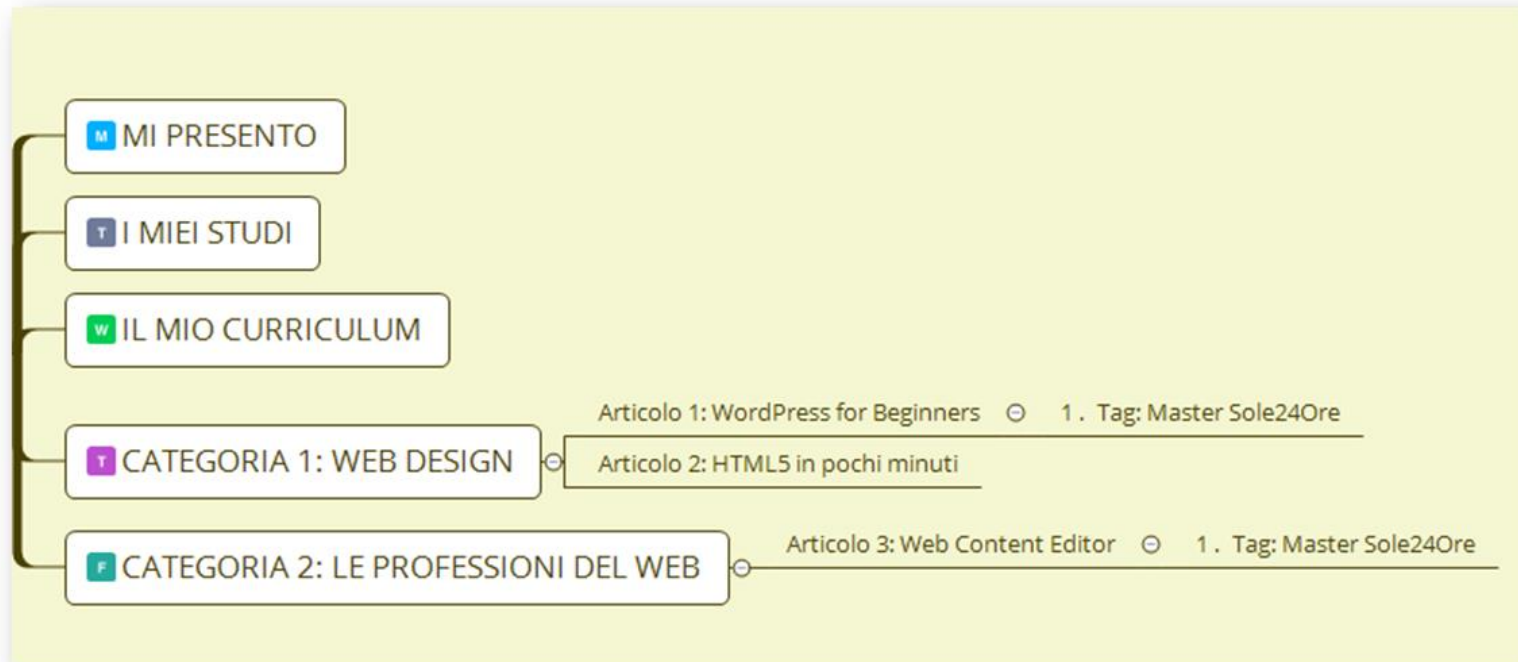 M MI PRESENTO
T I MIEI STUDI
W IL MIO CURRICULUM
T CATEGORIA 1: WEB DESIGN
Articolo 1: WordPress for Beginners 1. Tag: Master Sole24Ore
Articolo 2: HTML5 in pochi minuti
F CATEGORIA 2: LE PROFESSIONI DEL WEB
Articolo 3: Web Content Editor 1. Tag: Master Sole24Ore